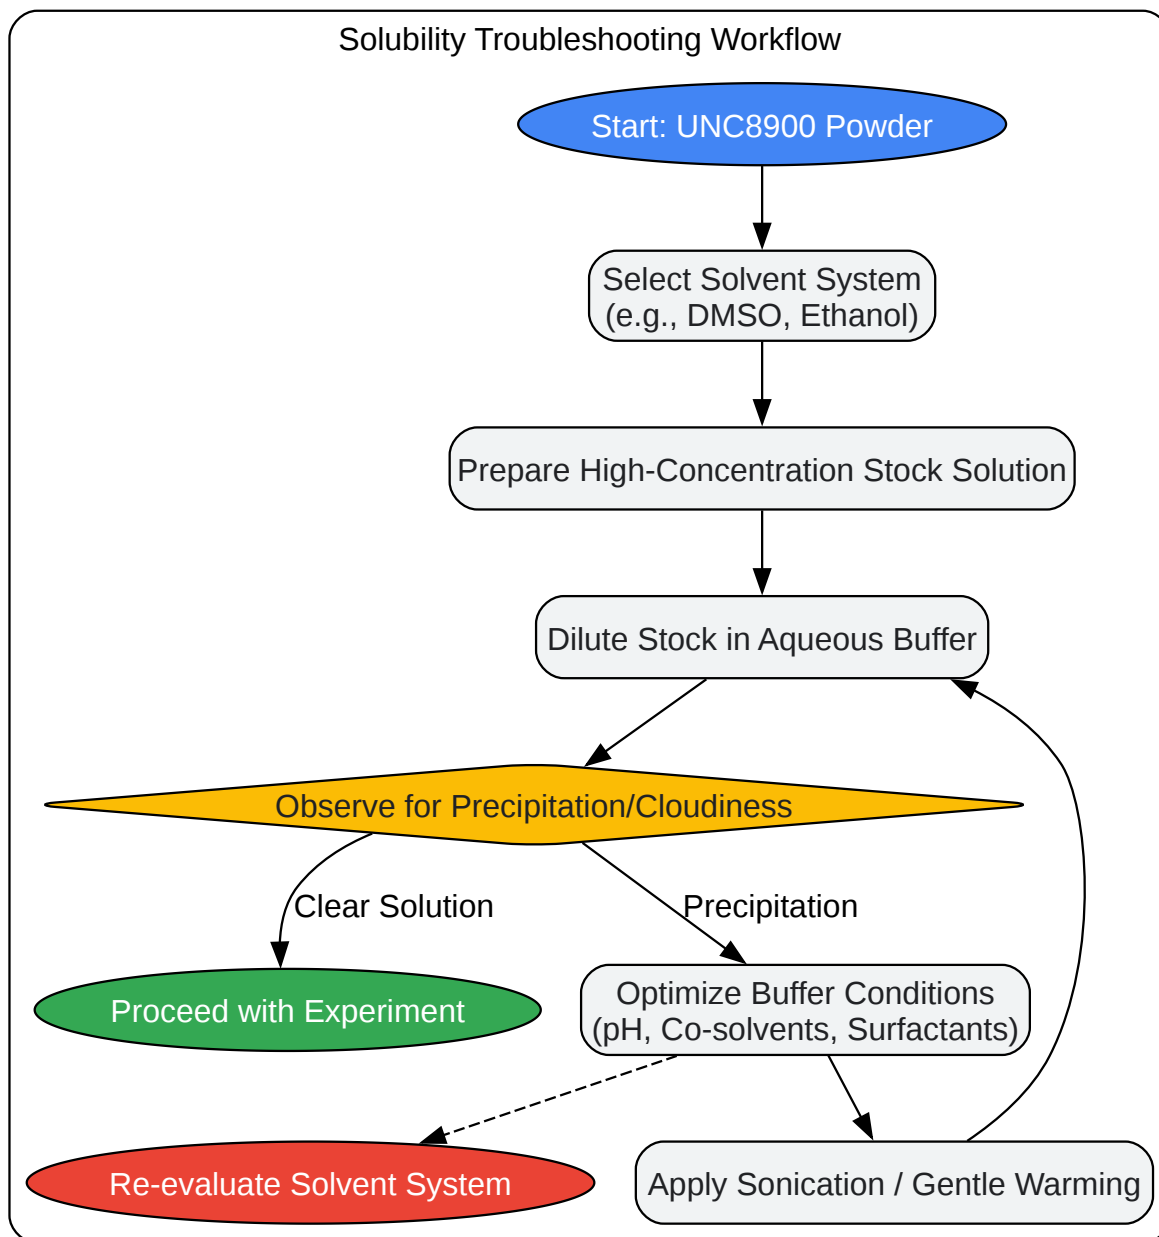 Solubility Troubleshooting Workflow
Start: UNC8900 Powder
Select Solvent System
(e.g., DMSO, Ethanol)
Prepare High-Concentration Stock Solution
Dilute Stock in Aqueous Buffer
Observe for Precipitation/Cloudiness
Clear Solution
Precipitation
Proceed with Experiment
Optimize Buffer Conditions
(pH, Co-solvents, Surfactants)
Re-evaluate Solvent System
Apply Sonication / Gentle Warming